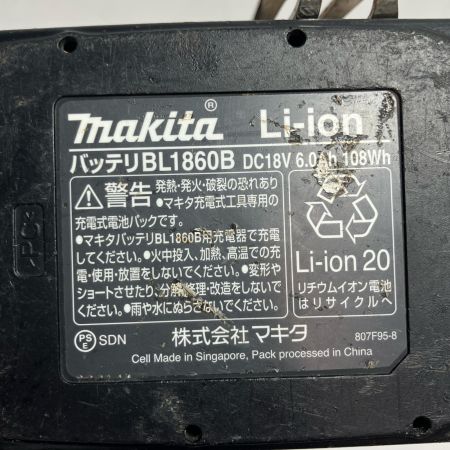 makita® Li-ion
バッテリBL1860B DC18V 6.0Ah 108Wh
警告 発熱・発火・破裂の恐れあり
●マキタ充電式工具専用の
充電式電池パックです。
●マキタバッテリBL1860B用充電器で充電
してください。●火中投入、加熱、高温での充
電・使用・放置をしないでください。●変形や
ショートさせたり、分解・修理・改造をしないで
ください。●雨や水にぬらさないでください。
Li-ion 20
リチウムイオン電池
はリサイクルへ
PS
E SDN 株式会社マキタ 807F95-8
Cell Made in Singapore, Pack processed in China
>PC<